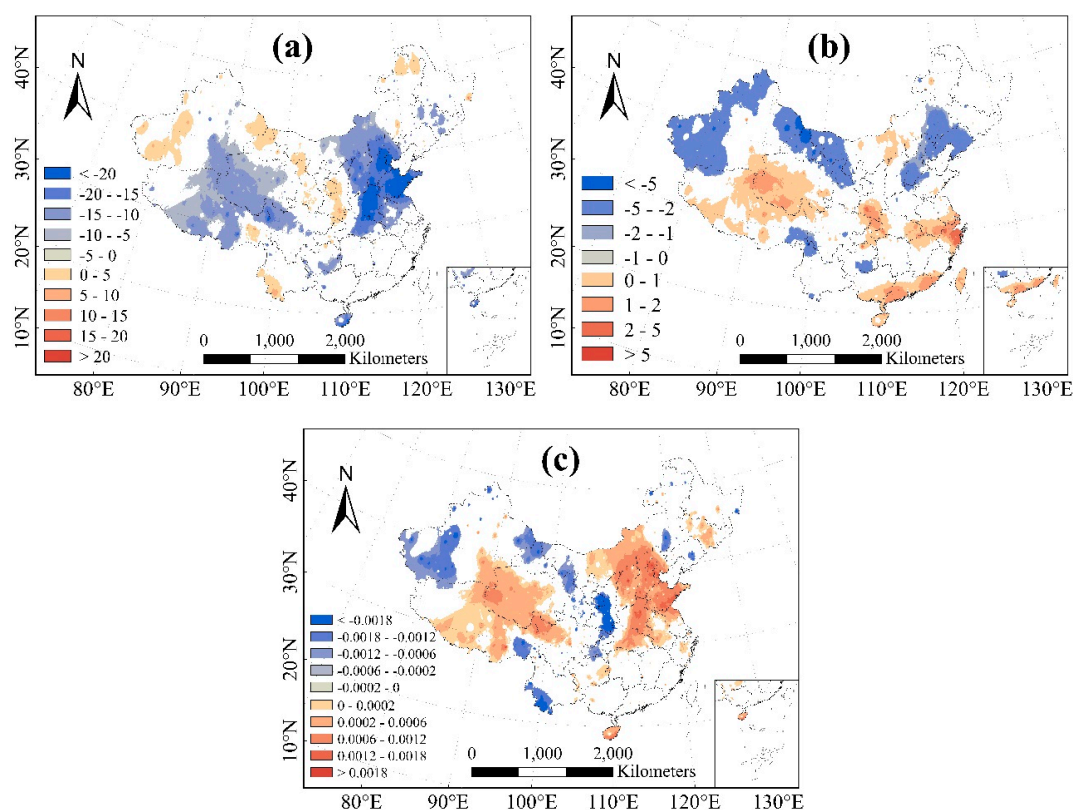 (a)
N
40°N
30°N
20°N
10°N
< -20
-20 - -15
-15 - -10
-10 - -5
-5 - 0
0 - 5
5 - 10
10 - 15
15 - 20
> 20
0 1,000 2,000
Kilometers
80°E 90°E 100°E 110°E 120°E 130°E
(b)
N
40°N
30°N
20°N
10°N
< -5
-5 - -2
-2 - -1
-1 - 0
0 - 1
1 - 2
2 - 5
> 5
0 1,000 2,000
Kilometers
80°E 90°E 100°E 110°E 120°E 130°E
(c)
N
40°N
30°N
20°N
10°N
< -0.0018
-0.0018 - -0.0012
-0.0012 - -0.0006
-0.0006 - -0.0002
-0.0002 - 0
0 - 0.0002
0.0002 - 0.0006
0.0006 - 0.0012
0.0012 - 0.0018
> 0.0018
0 1,000 2,000
Kilometers
80°E 90°E 100°E 110°E 120°E 130°E